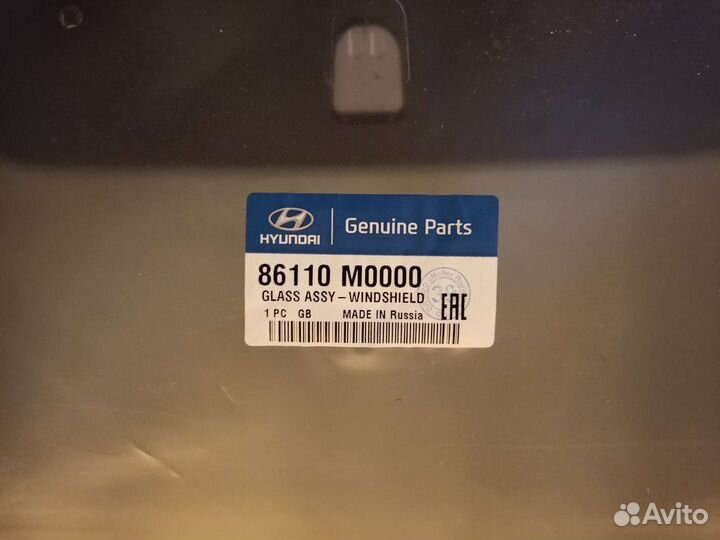 HYUNDAI
Genuine Parts
86110 M0000
GLASS ASSY-WINDSHIELD
1 PC GB MADE IN Russia
EAC
Avito